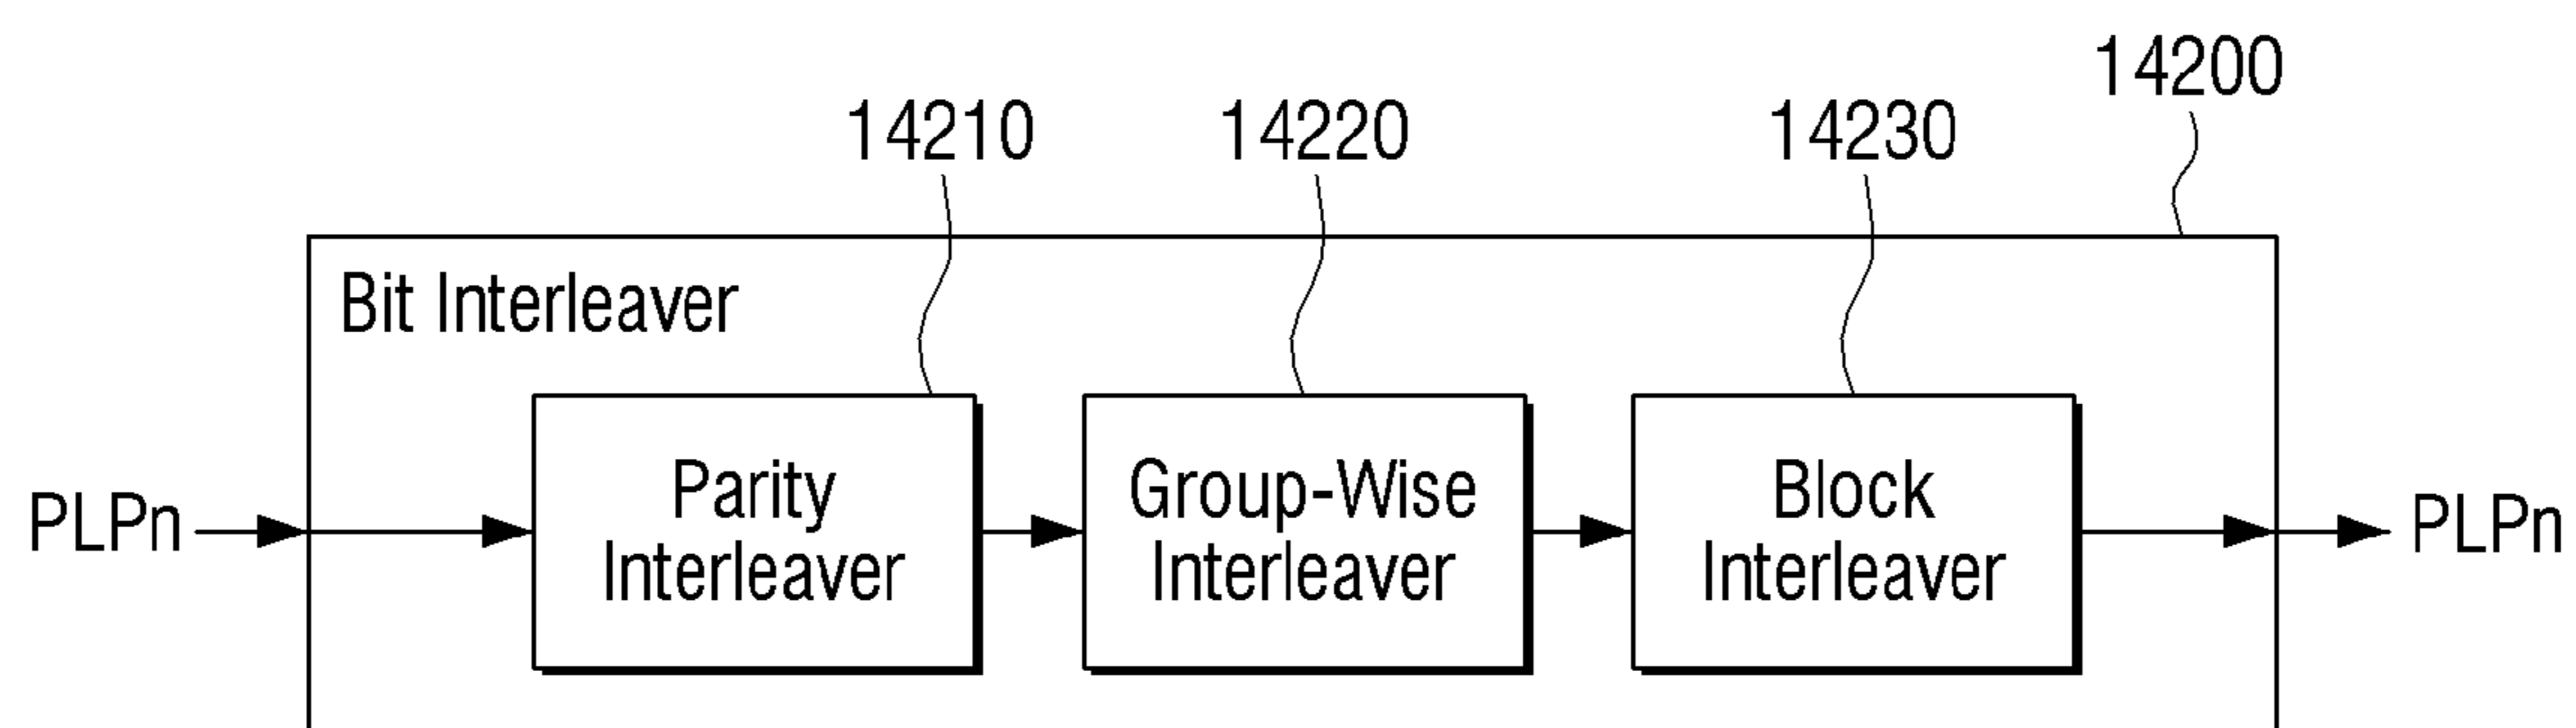 14200
14210 14220 14230
Bit Interleaver
Parity
Interleaver
Group-Wise
Interleaver
Block
Interleaver
PLPn
PLPn